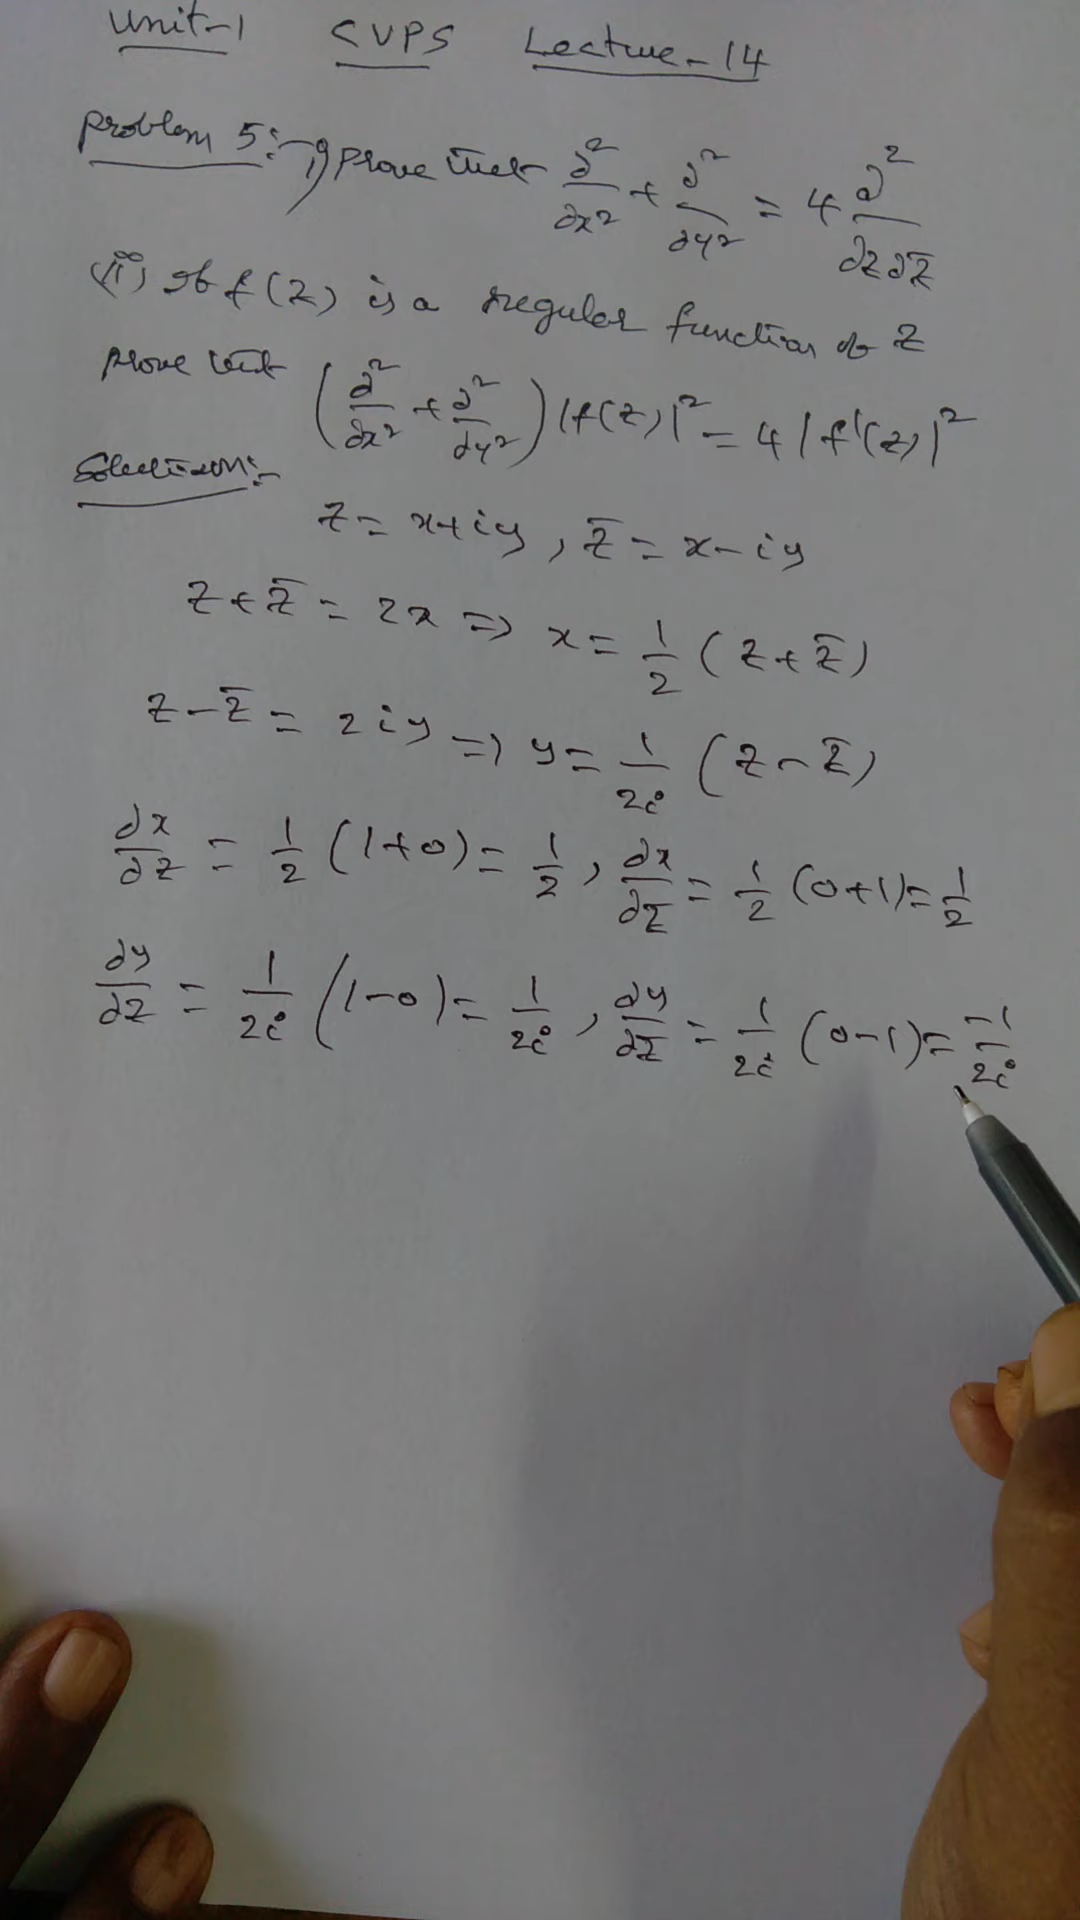 Unit-1 CVPS Lecture-14
Problem 5:- i) Prove that ∂²/∂x² + ∂²/∂y² = 4 ∂²/∂z∂z̄
(ii) If f(z) is a regular function of z
Prove that (∂²/∂x² + ∂²/∂y²) |f(z)|² = 4 |f'(z)|²
Solution:-
z = x+iy, z̄ = x-iy
z+z̄ = 2x ⇒ x = 1/2 (z+z̄)
z-z̄ = 2iy ⇒ y = 1/2i (z-z̄)
∂x/∂z = 1/2 (1+0) = 1/2, ∂x/∂z̄ = 1/2 (0+1) = 1/2
∂y/∂z = 1/2i (1-0) = 1/2i, ∂y/∂z̄ = 1/2i (0-1) = -1/2i